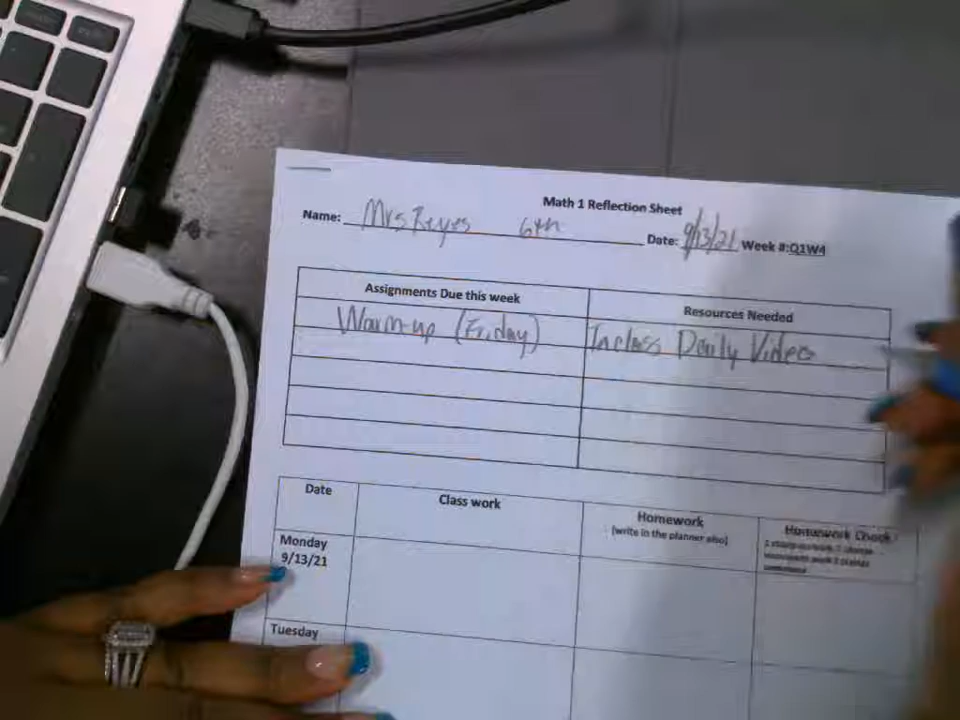 Math 1 Reflection Sheet
Name: Mrs Reyes 6th Date: 9/13/21 Week #:Q1W4
Assignments Due this week Resources Needed
Warm-up (Friday) In class Daily Video
Date Class work Homework Homework Check
(write in the planner also)
Monday
9/13/21
Tuesday